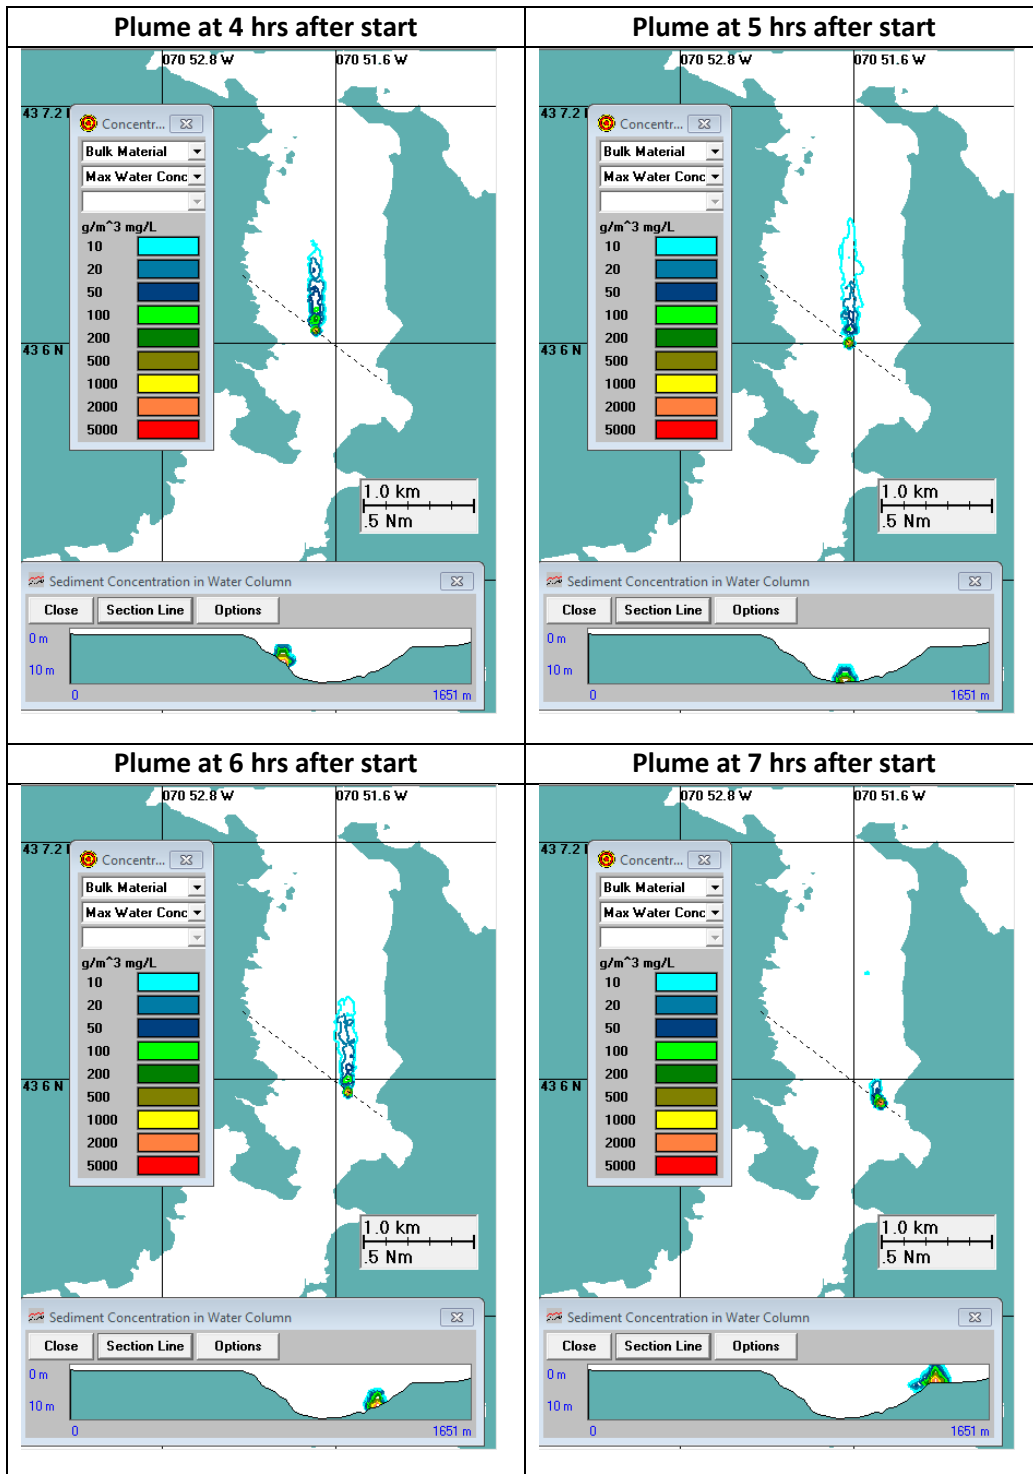 Plume at 4 hrs after start
070 52.8 W 070 51.6 W
43 7.2
Concentr...
Bulk Material
Max Water Conc
g/m^3 mg/L
10
20
50
100
200
500
1000
2000
5000
43 6 N
1.0 km
.5 Nm
Sediment Concentration in Water Column
Close Section Line Options
0 m
10 m
0 1651 m
Plume at 5 hrs after start
070 52.8 W 070 51.6 W
43 7.2
Concentr...
Bulk Material
Max Water Conc
g/m^3 mg/L
10
20
50
100
200
500
1000
2000
5000
43 6 N
1.0 km
.5 Nm
Sediment Concentration in Water Column
Close Section Line Options
0 m
10 m
0 1651 m
Plume at 6 hrs after start
070 52.8 W 070 51.6 W
43 7.2
Concentr...
Bulk Material
Max Water Conc
g/m^3 mg/L
10
20
50
100
200
500
1000
2000
5000
43 6 N
1.0 km
.5 Nm
Sediment Concentration in Water Column
Close Section Line Options
0 m
10 m
0 1651 m
Plume at 7 hrs after start
070 52.8 W 070 51.6 W
43 7.2
Concentr...
Bulk Material
Max Water Conc
g/m^3 mg/L
10
20
50
100
200
500
1000
2000
5000
43 6 N
1.0 km
.5 Nm
Sediment Concentration in Water Column
Close Section Line Options
0 m
10 m
0 1651 m